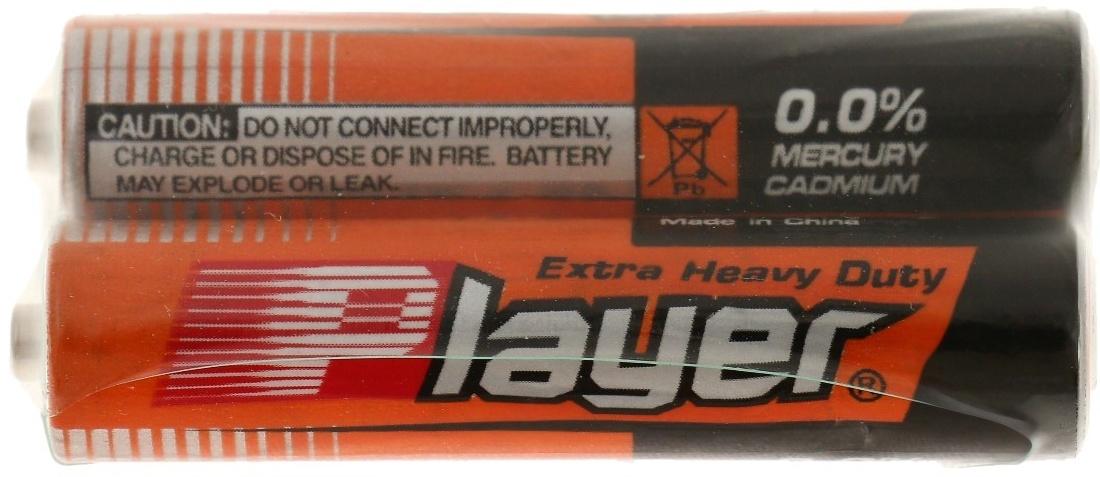 CAUTION: DO NOT CONNECT IMPROPERLY,
CHARGE OR DISPOSE OF IN FIRE. BATTERY
MAY EXPLODE OR LEAK.
Pb
0.0%
MERCURY
CADMIUM
Made in China
Extra Heavy Duty
Player®